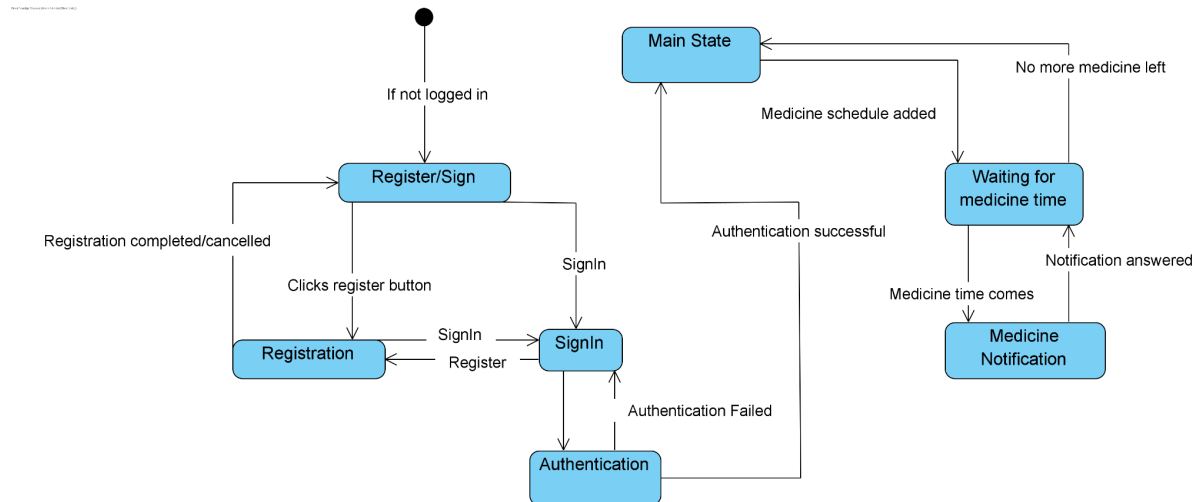 Main State
No more medicine left
If not logged in
Medicine schedule added
Register/Sign
Waiting for
medicine time
Registration completed/cancelled
Authentication successful
SignIn
Notification answered
Clicks register button
Medicine time comes
SignIn
Registration
SignIn
Medicine
Notification
Register
Authentication Failed
Authentication